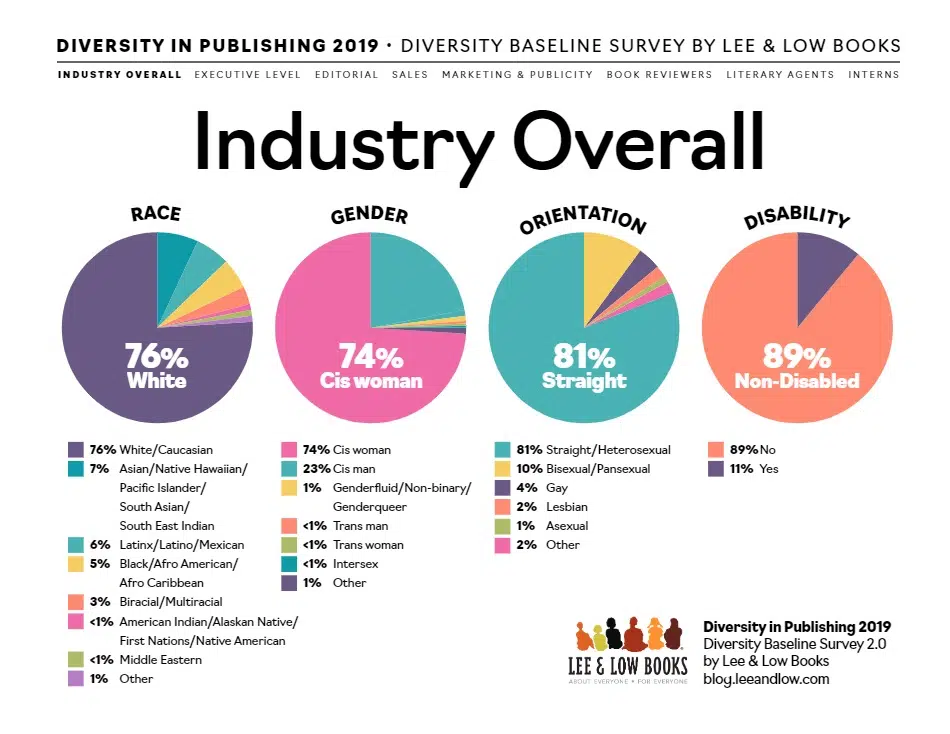 DIVERSITY IN PUBLISHING 2019 · DIVERSITY BASELINE SURVEY BY LEE & LOW BOOKS
INDUSTRY OVERALL EXECUTIVE LEVEL EDITORIAL SALES MARKETING & PUBLICITY BOOK REVIEWERS LITERARY AGENTS INTERNS
Industry Overall
RACE
76%
White
76% White/Caucasian
7% Asian/Native Hawaiian/
Pacific Islander/
South Asian/
South East Indian
6% Latinx/Latino/Mexican
5% Black/Afro American/
Afro Caribbean
3% Biracial/Multiracial
<1% American Indian/Alaskan Native/
First Nations/Native American
<1% Middle Eastern
1% Other
GENDER
74%
Cis woman
74% Cis woman
23% Cis man
1% Genderfluid/Non-binary/
Genderqueer
<1% Trans man
<1% Trans woman
<1% Intersex
1% Other
ORIENTATION
81%
Straight
81% Straight/Heterosexual
10% Bisexual/Pansexual
4% Gay
2% Lesbian
1% Asexual
2% Other
DISABILITY
89%
Non-Disabled
89% No
11% Yes
LEE & LOW BOOKS
ABOUT EVERYONE • FOR EVERYONE
Diversity in Publishing 2019
Diversity Baseline Survey 2.0
by Lee & Low Books
blog.leeandlow.com